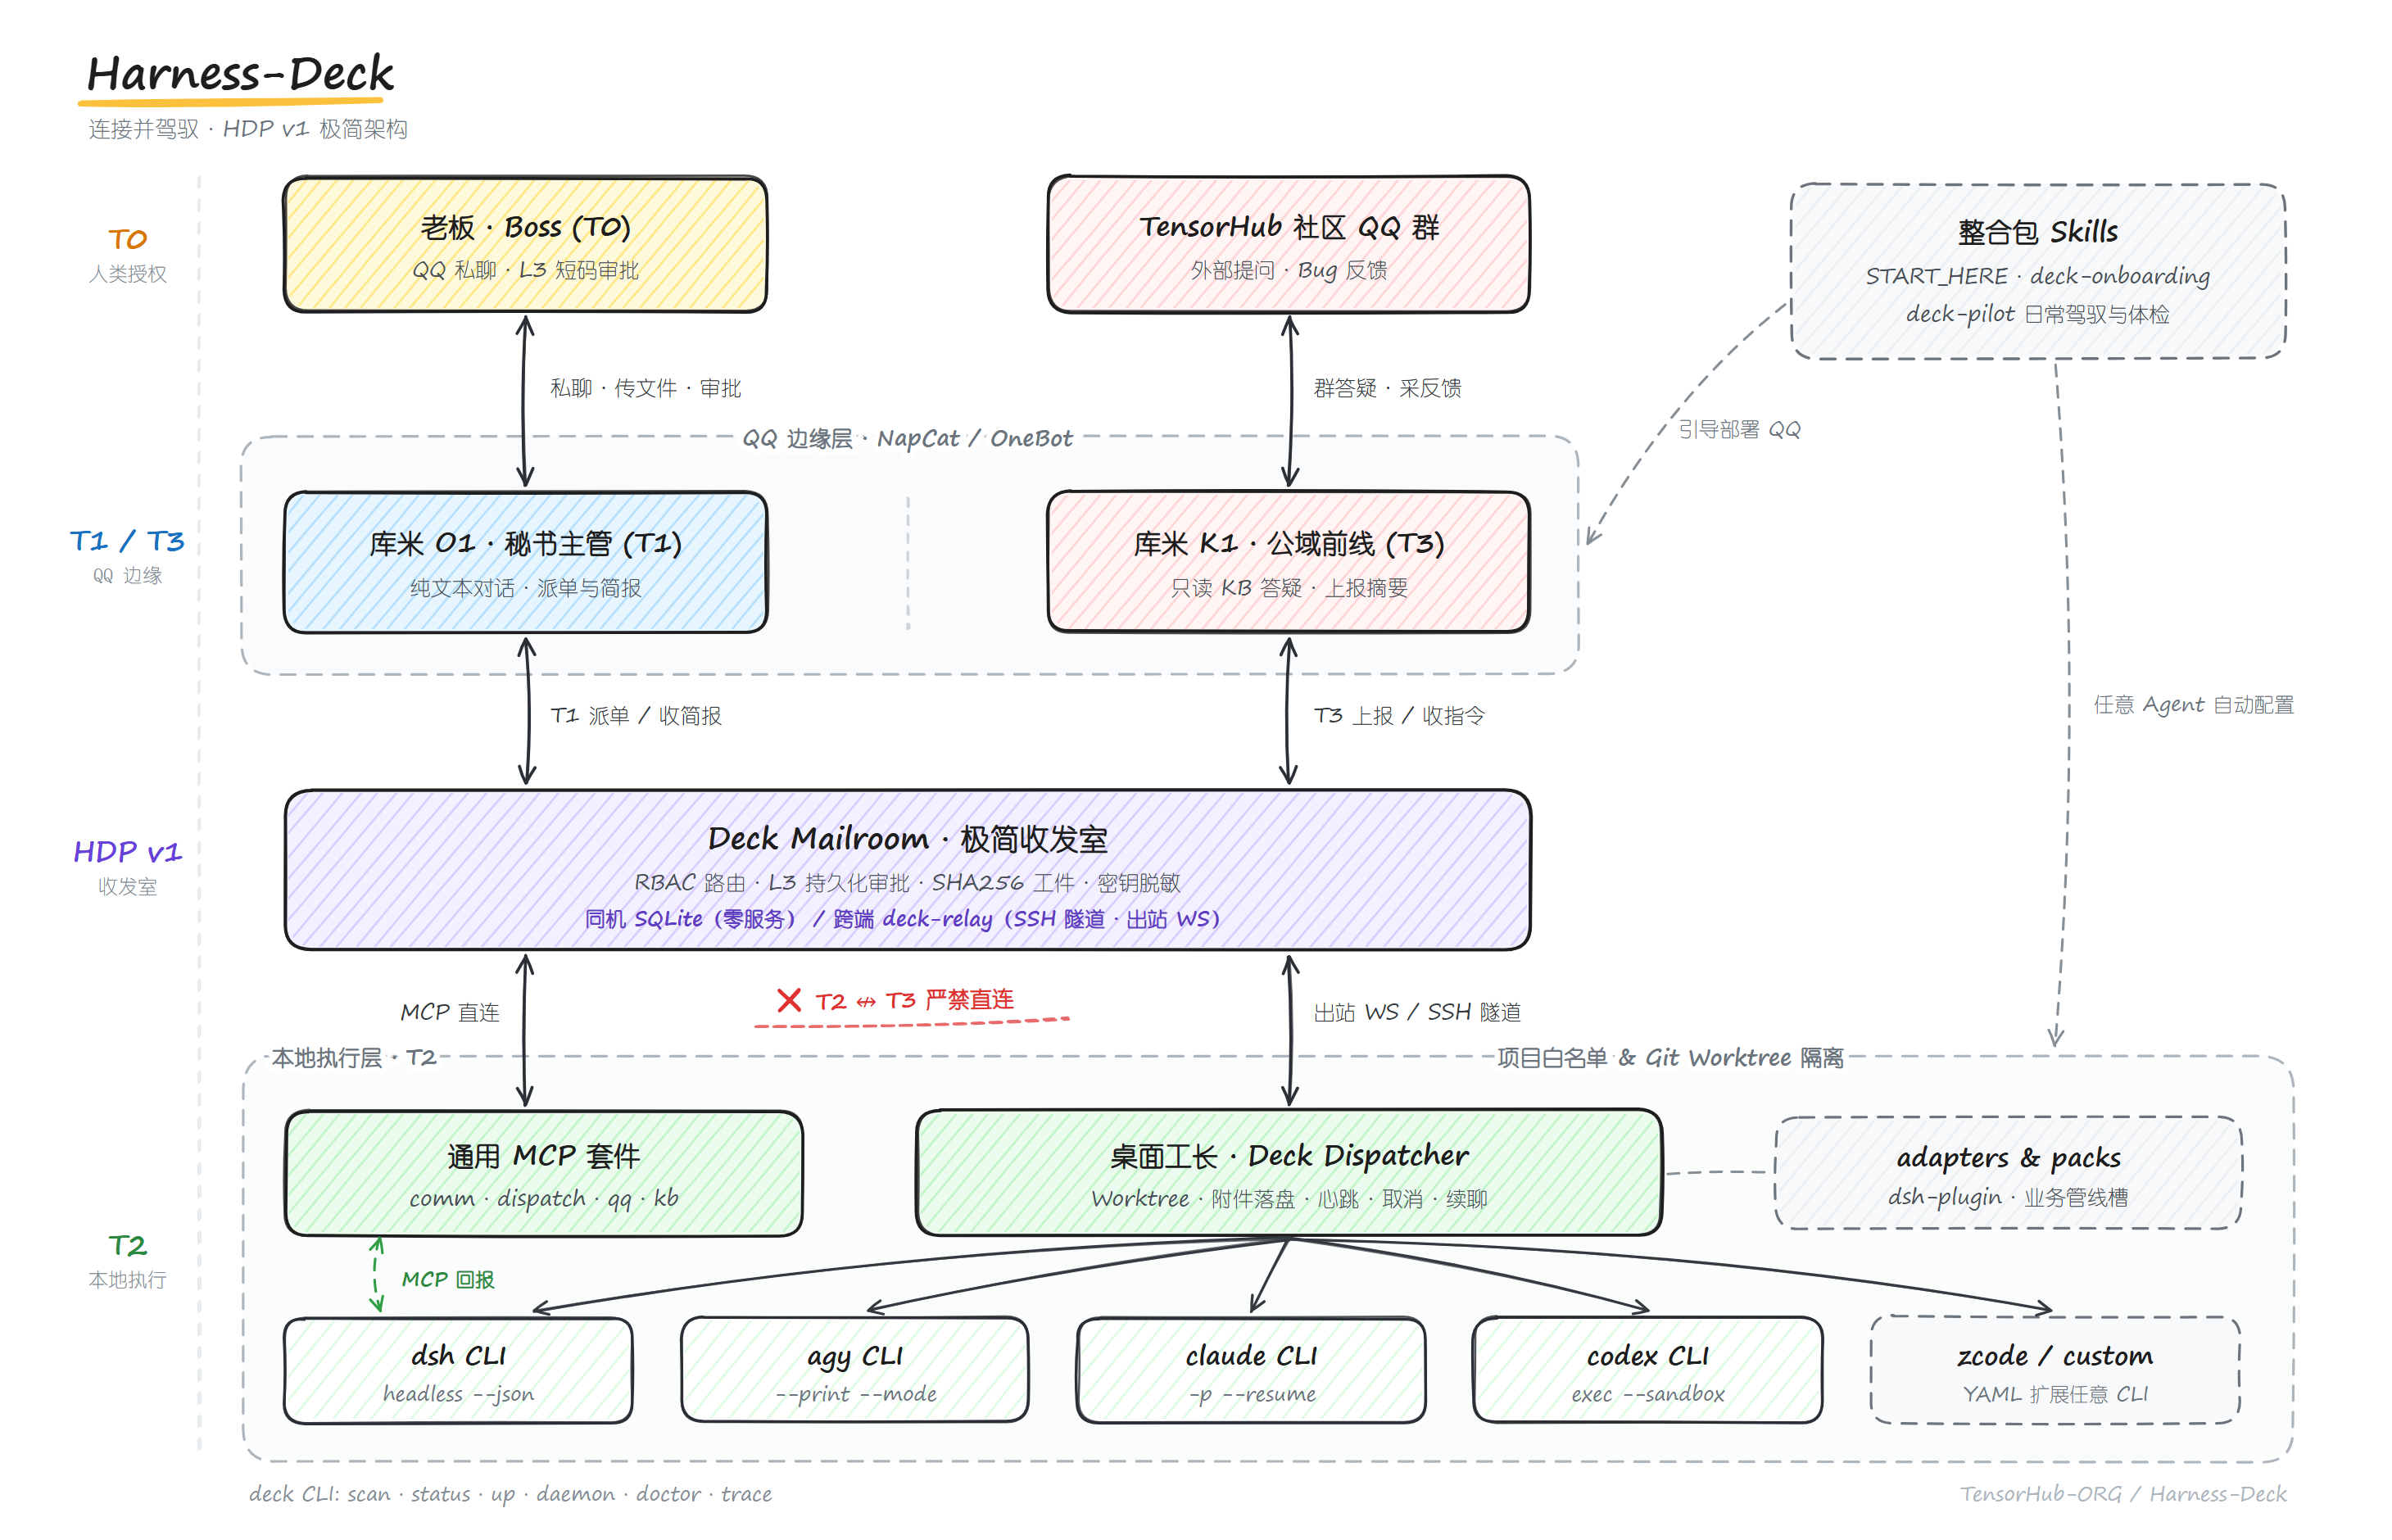 Harness-Deck
连接并驾驭 · HDP v1 极简架构
T0
人类授权
老板 · Boss (T0)
QQ 私聊 · L3 短码审批
TensorHub 社区 QQ 群
外部提问 · Bug 反馈
整合包 Skills
START_HERE · deck-onboarding
deck-pilot 日常驾驭与体检
私聊 · 传文件 · 审批
群答疑 · 采反馈
引导部署 QQ
QQ 边缘层 · NapCat / OneBot
T1 / T3
QQ 边缘
库米 01 · 秘书主管 (T1)
纯文本对话 · 派单与简报
库米 K1 · 公域前线 (T3)
只读 KB 答疑 · 上报摘要
T1 派单 / 收简报
T3 上报 / 收指令
任意 Agent 自动配置
HDP v1
收发室
Deck Mailroom · 极简收发室
RBAC 路由 · L3 持久化审批 · SHA256 工件 · 密钥脱敏
同机 SQLite（零服务） / 跨端 deck-relay（SSH 隧道 · 出站 WS）
MCP 直连
❌ T2 ↮ T3 严禁直连
出站 WS / SSH 隧道
本地执行层 · T2
项目白名单 & Git Worktree 隔离
T2
本地执行
通用 MCP 套件
comm · dispatch · qq · kb
桌面工长 · Deck Dispatcher
Worktree · 附件落盘 · 心跳 · 取消 · 续聊
adapters & packs
dsh-plugin · 业务管线槽
MCP 回报
dsh CLI
headless --json
agy CLI
--print --mode
claude CLI
-p --resume
codex CLI
exec --sandbox
zcode / custom
YAML 扩展任意 CLI
deck CLI: scan · status · up · daemon · doctor · trace
TensorHub-ORG / Harness-Deck